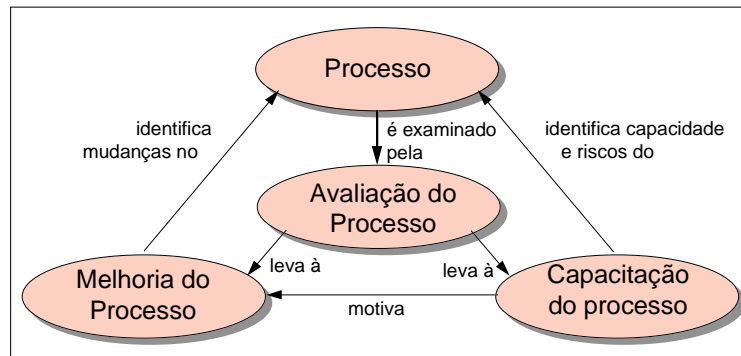 Processo
identifica
mudanças no
é examinado
pela
identifica capacidade
e riscos do
Avaliação do
Processo
leva à
leva à
Melhoria do
Processo
motiva
Capacitação
do processo